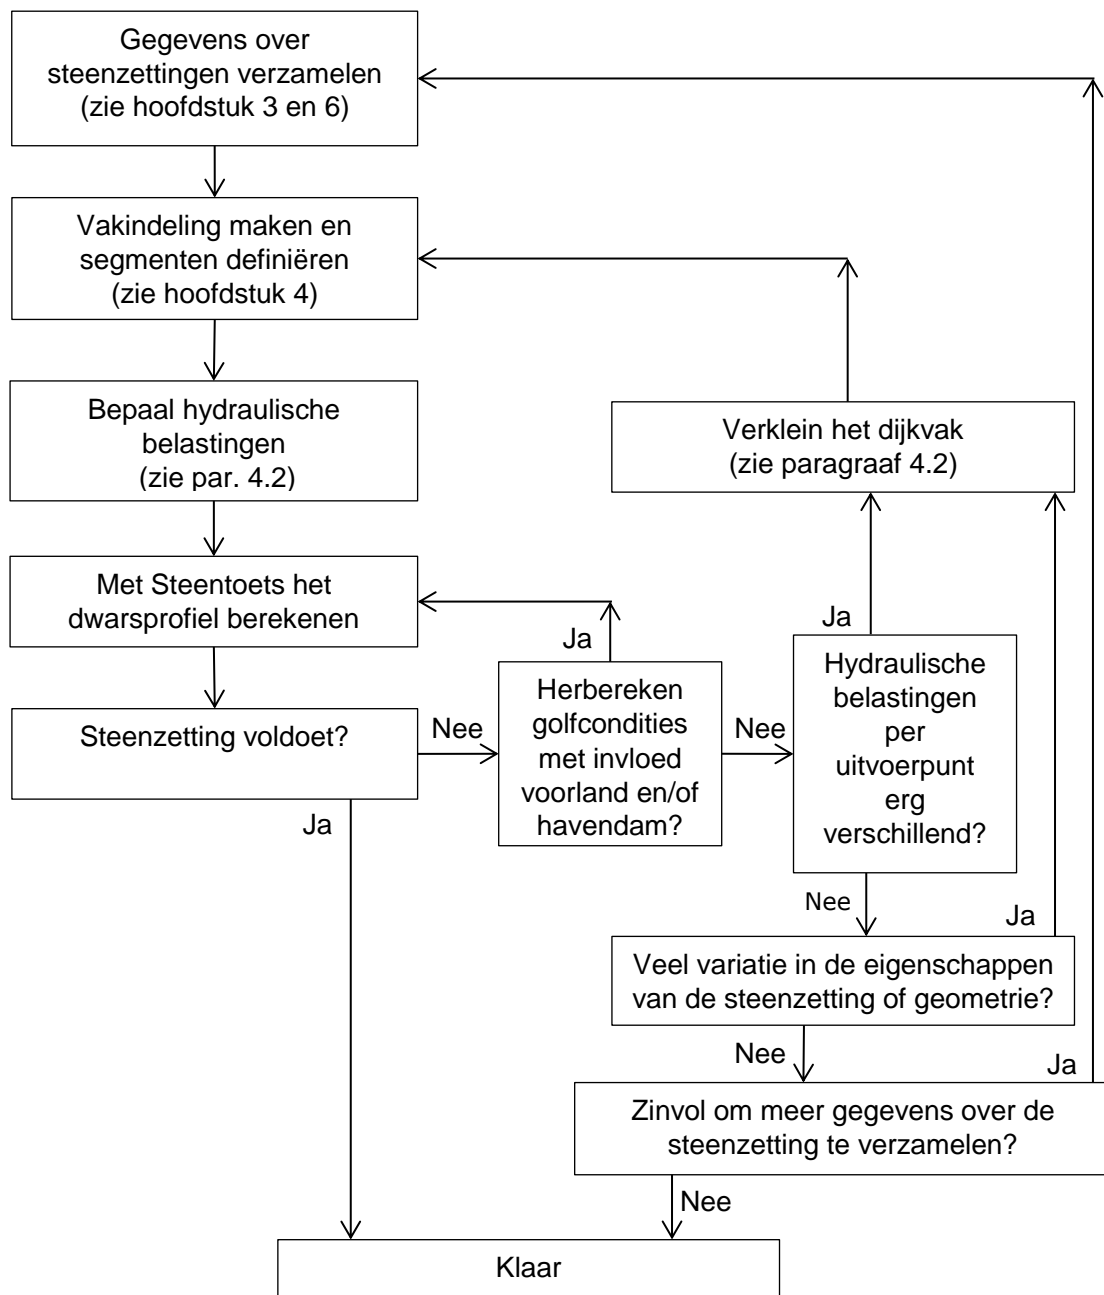 Gegevens over
steenzettingen verzamelen
(zie hoofdstuk 3 en 6)
Vakindeling maken en
segmenten definiëren
(zie hoofdstuk 4)
Bepaal hydraulische
belastingen
(zie par. 4.2)
Verklein het dijkvak
(zie paragraaf 4.2)
Met Steentoets het
dwarsprofiel berekenen
Ja
Ja
Steenzetting voldoet?
Nee
Herbereken
golfcondities
met invloed
voorland en/of
havendam?
Nee
Hydraulische
belastingen
per
uitvoerpunt
erg
verschillend?
Ja
Nee
Ja
Veel variatie in de eigenschappen
van de steenzetting of geometrie?
Nee
Ja
Zinvol om meer gegevens over de
steenzetting te verzamelen?
Nee
Klaar